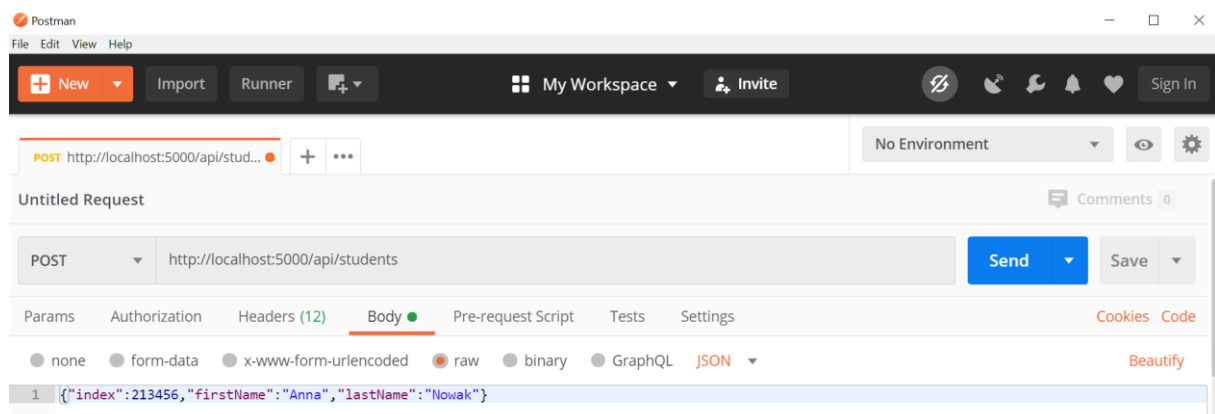 Postman
File Edit View Help
New Import Runner My Workspace Invite Sign In
POST http://localhost:5000/api/stud... No Environment
Untitled Request Comments 0
POST http://localhost:5000/api/students Send Save
Params Authorization Headers (12) Body Pre-request Script Tests Settings Cookies Code
none form-data x-www-form-urlencoded raw binary GraphQL JSON Beautify
1 {"index":213456,"firstName":"Anna","lastName":"Nowak"}